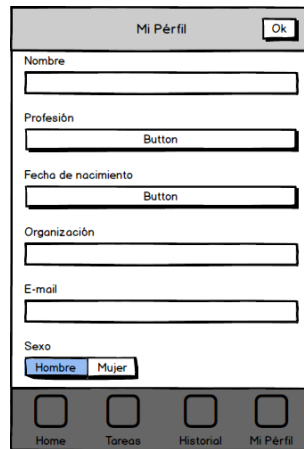 Mi Pérfil
Ok
Nombre
Profesión
Button
Fecha de nacimiento
Button
Organización
E-mail
Sexo
Hombre Mujer
Home Tareas Historial Mi Pérfil